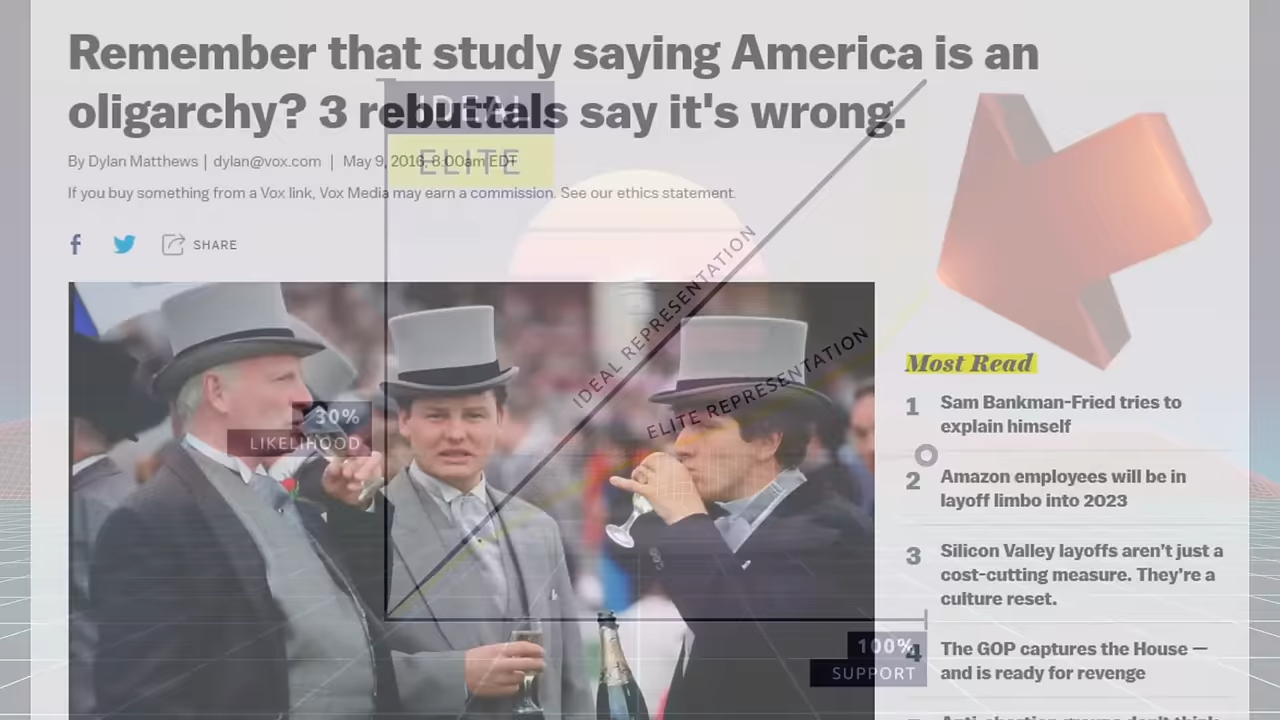 Remember that study saying America is an
oligarchy? 3 rebuttals say it's wrong.
By Dylan Matthews | dylan@vox.com | May 9, 2016, 8:00am EDT
If you buy something from a Vox link, Vox Media may earn a commission. See our ethics statement.
SHARE
IDEAL
ELITE
IDEAL REPRESENTATION
ELITE REPRESENTATION
30%
LIKELIHOOD
100%
SUPPORT
Most Read
1 Sam Bankman-Fried tries to
explain himself
2 Amazon employees will be in
layoff limbo into 2023
3 Silicon Valley layoffs aren't just a
cost-cutting measure. They're a
culture reset.
4 The GOP captures the House —
and is ready for revenge